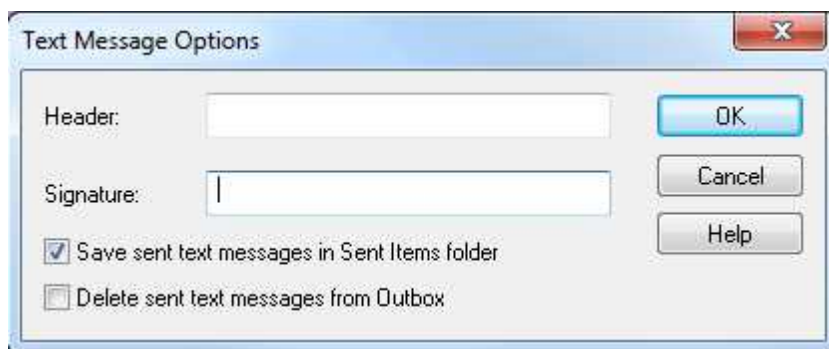 Text Message Options
Header:
OK
Signature:
Cancel
Help
Save sent text messages in Sent Items folder
Delete sent text messages from Outbox